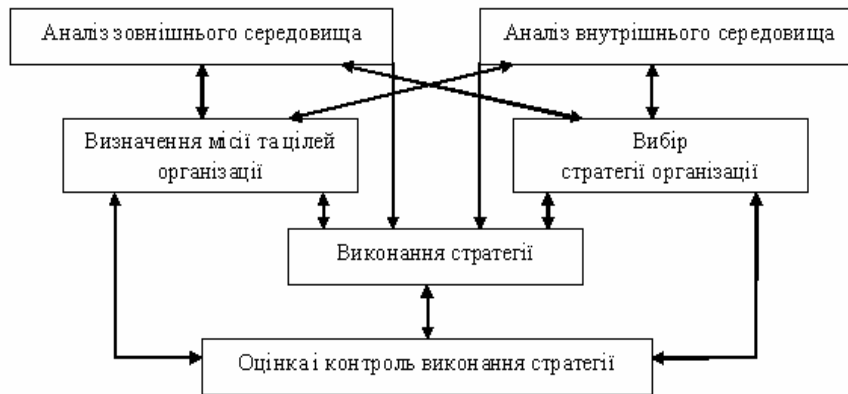 Аналіз зовнішнього середовища
Аналіз внутрішнього середовища
Визначення місії та цілей
організації
Вибір
стратегії організації
Виконання стратегії
Оцінка і контроль виконання стратегії